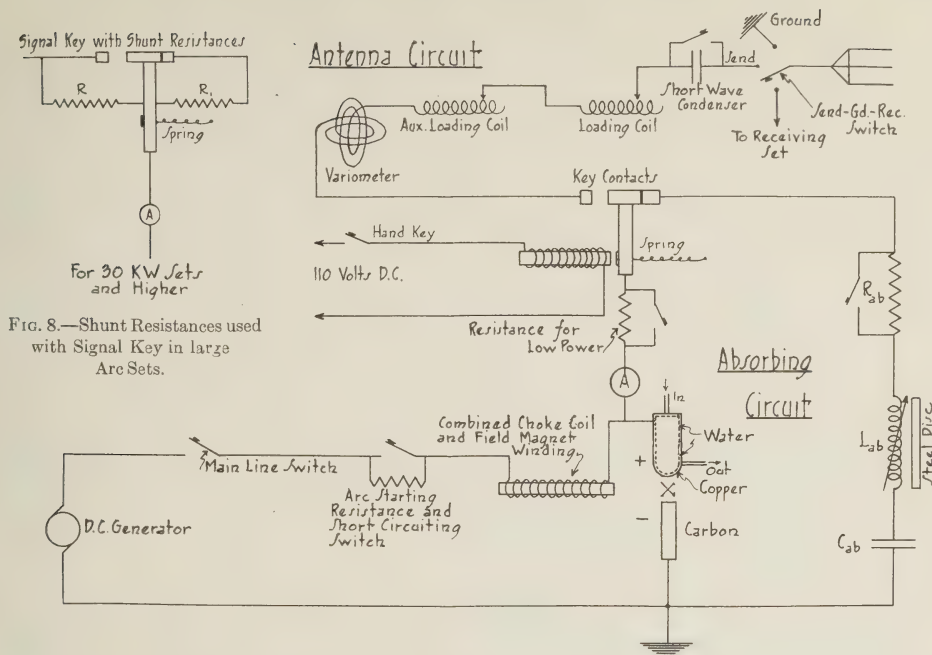 Signal Key with Shunt Resistances
R
R₁
Spring
A
For 30 KW Sets
and Higher
FIG. 8.—Shunt Resistances used
with Signal Key in large
Arc Sets.
Antenna Circuit
Ground
Send
Short Wave
Condenser
Send-Gd.-Rec.
Switch
To Receiving
Set
Aux. Loading Coil
Loading Coil
Variometer
Key Contacts
Hand Key
110 Volts D.C.
Spring
Resistance for
Low Power
A
Rab
Absorbing
Circuit
In
Water
Out
Copper
+
−
Carbon
Combined Choke Coil
and Field Magnet
Winding
Main Line Switch
Arc Starting
Resistance and
Short Circuiting
Switch
D.C. Generator
Lab
Steel Disc
Cab